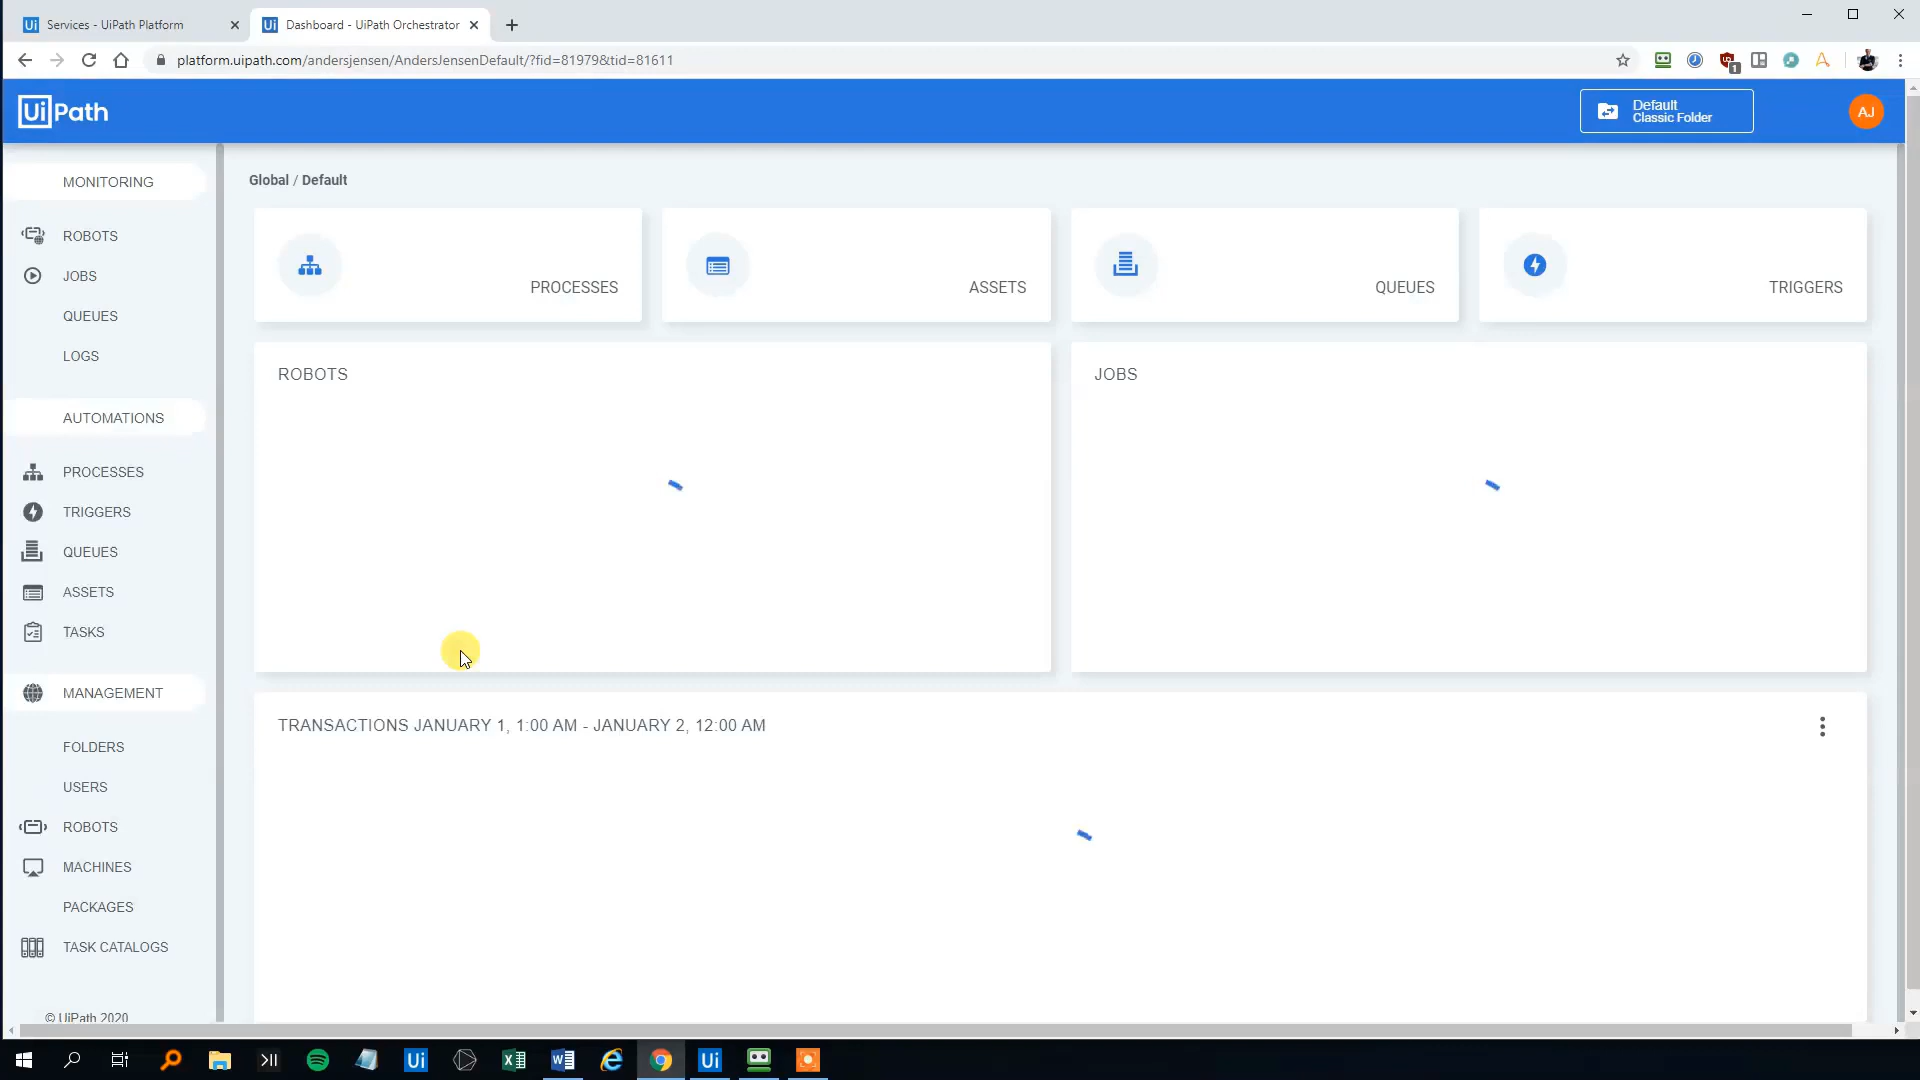 Services - UiPath Platform
Dashboard - UiPath Orchestrator
platform.uipath.com/andersjensen/AndersJensenDefault/?fid=81979&tid=81611
1
UiPath
Default
Classic Folder
AJ
MONITORING
ROBOTS
JOBS
QUEUES
LOGS
AUTOMATIONS
PROCESSES
TRIGGERS
QUEUES
ASSETS
TASKS
MANAGEMENT
FOLDERS
USERS
ROBOTS
MACHINES
PACKAGES
TASK CATALOGS
© UiPath 2020
Global / Default
PROCESSES
ASSETS
QUEUES
TRIGGERS
ROBOTS
JOBS
TRANSACTIONS JANUARY 1, 1:00 AM - JANUARY 2, 12:00 AM